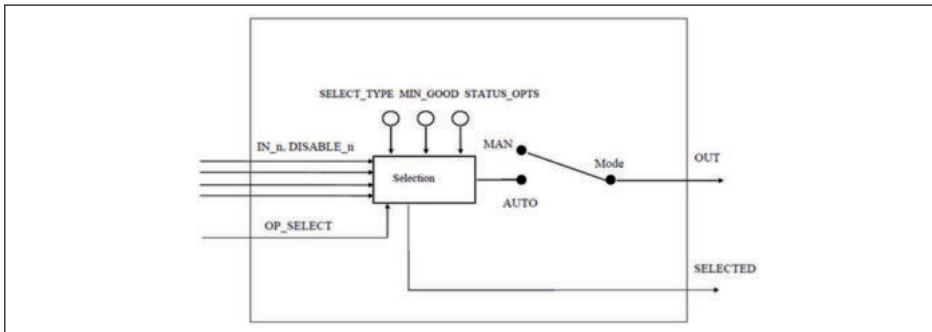 SELECT_TYPE MIN_GOOD STATUS_OPTS
IN_n, DISABLE_n
MAN
Mode
OUT
Selection
AUTO
OP_SELECT
SELECTED